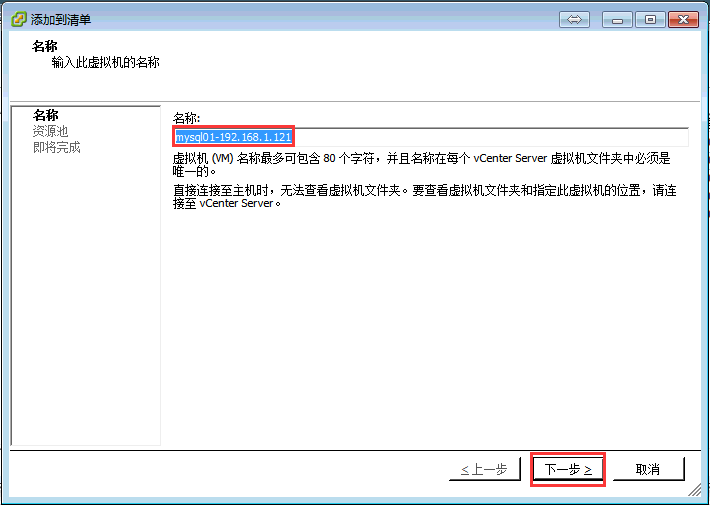 添加到清单
名称
输入此虚拟机的名称
名称
资源池
即将完成
名称:
mysql01-192.168.1.121
虚拟机 (VM) 名称最多可包含 80 个字符，并且名称在每个 vCenter Server 虚拟机文件夹中必须是
唯一的。
直接连接至主机时，无法查看虚拟机文件夹。要查看虚拟机文件夹和指定此虚拟机的位置，请连
接至 vCenter Server。
≤上一步
下一步 ≥
取消